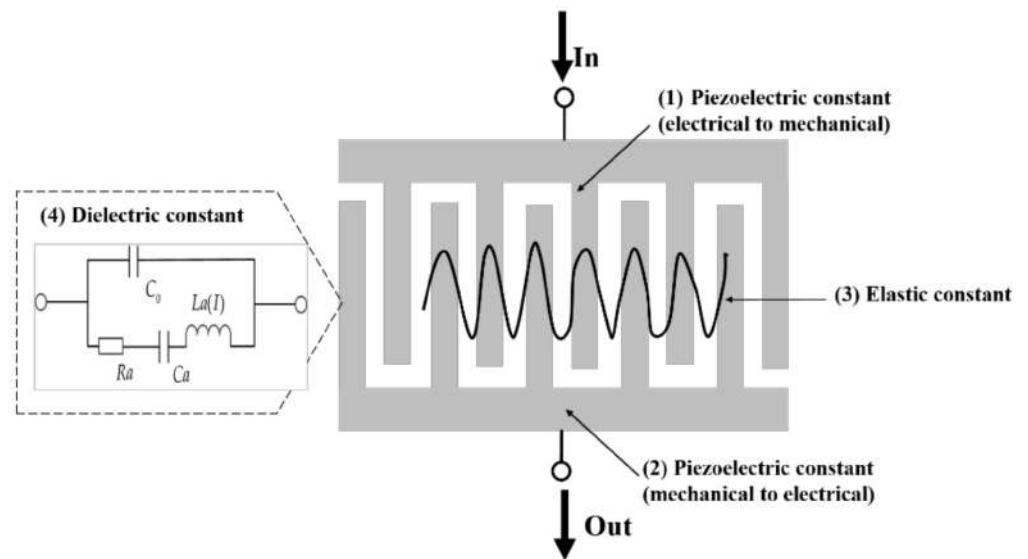 In
(1) Piezoelectric constant
(electrical to mechanical)
(4) Dielectric constant
C₀
La(I)
Ra
Ca
(3) Elastic constant
(2) Piezoelectric constant
(mechanical to electrical)
Out